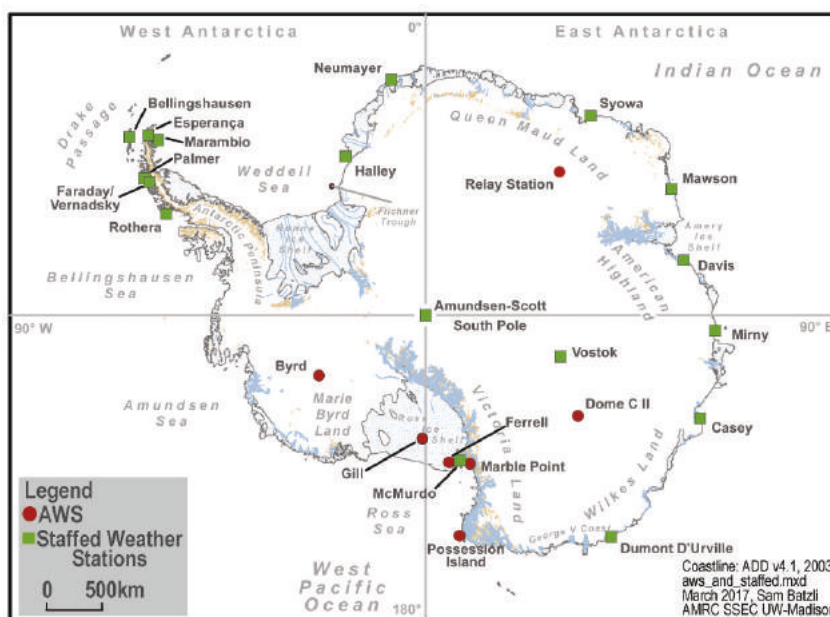 West Antarctica
0°
East Antarctica
Indian Ocean
Neumayer
Bellingshausen
Esperança
Marambio
Palmer
Drake
Passage
Syowa
Queen Maud Land
Weddell
Sea
Halley
Relay Station
Mawson
Faraday/
Vernadsky
Filchner
Trough
Rothera
Antarctic Peninsula
Ronne
Ice Shelf
Amery
Ice
Shelf
American
Highland
Davis
Bellingshausen
Sea
Amundsen-Scott
South Pole
90° W
90° E
Mirny
Vostok
Byrd
Marie
Byrd
Land
Amundsen
Sea
Ross
Ice
Shelf
Victoria Land
Ferrell
Dome C II
Casey
Gill
Marble Point
McMurdo
Wilkes Land
Ross
Sea
George V Coast
Possession
Island
Dumont D'Urville
West
Pacific
Ocean
180°
Legend
AWS
Staffed Weather
Stations
0 500km
Coastline: ADD v4.1, 2003
aws_and_staffed.mxd
March 2017, Sam Batzli
AMRC SSEC UW-Madison